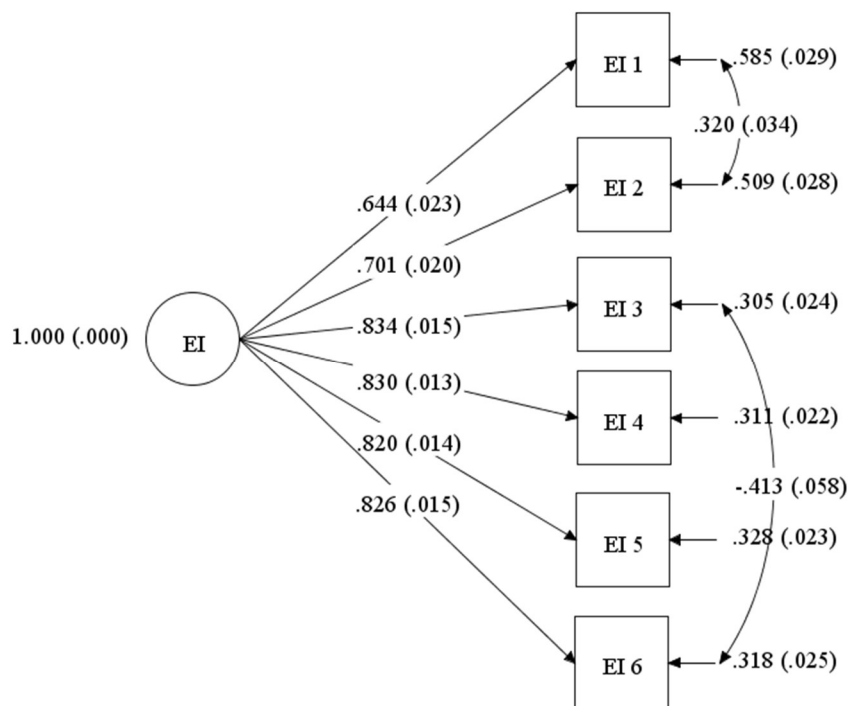 EI 1
.585 (.029)
.320 (.034)
EI 2
.509 (.028)
.644 (.023)
.701 (.020)
EI 3
.305 (.024)
.834 (.015)
1.000 (.000)
EI
.830 (.013)
EI 4
.311 (.022)
.820 (.014)
-.413 (.058)
.826 (.015)
EI 5
.328 (.023)
EI 6
.318 (.025)